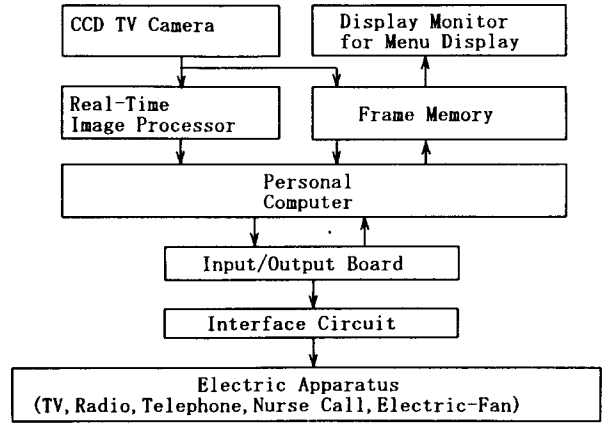 CCD TV Camera
Display Monitor
for Menu Display
Real-Time
Image Processor
Frame Memory
Personal
Computer
Input/Output Board
Interface Circuit
Electric Apparatus
(TV,Radio,Telephone,Nurse Call,Electric-Fan)